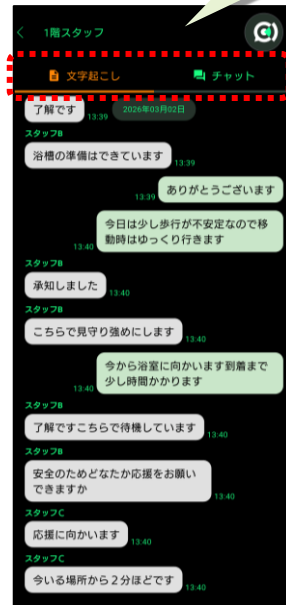 1階スタッフ
文字起こし
チャット
了解です
13:39
2026年03月02日
スタッフB
浴槽の準備はできています
13:39
ありがとうございます
13:39
今日は少し歩行が不安定なので移
動時はゆっくり行きます
13:40
スタッフB
承知しました
13:40
スタッフB
こちらで見守り強めにします
13:40
今から浴室に向かいます到着まで
少し時間かかります
13:40
スタッフB
了解ですこちらで待機しています
13:40
スタッフB
安全のためどなたか応援をお願い
できますか
13:40
スタッフC
応援に向かいます
13:40
スタッフC
今いる場所から2分ほどです
13:40